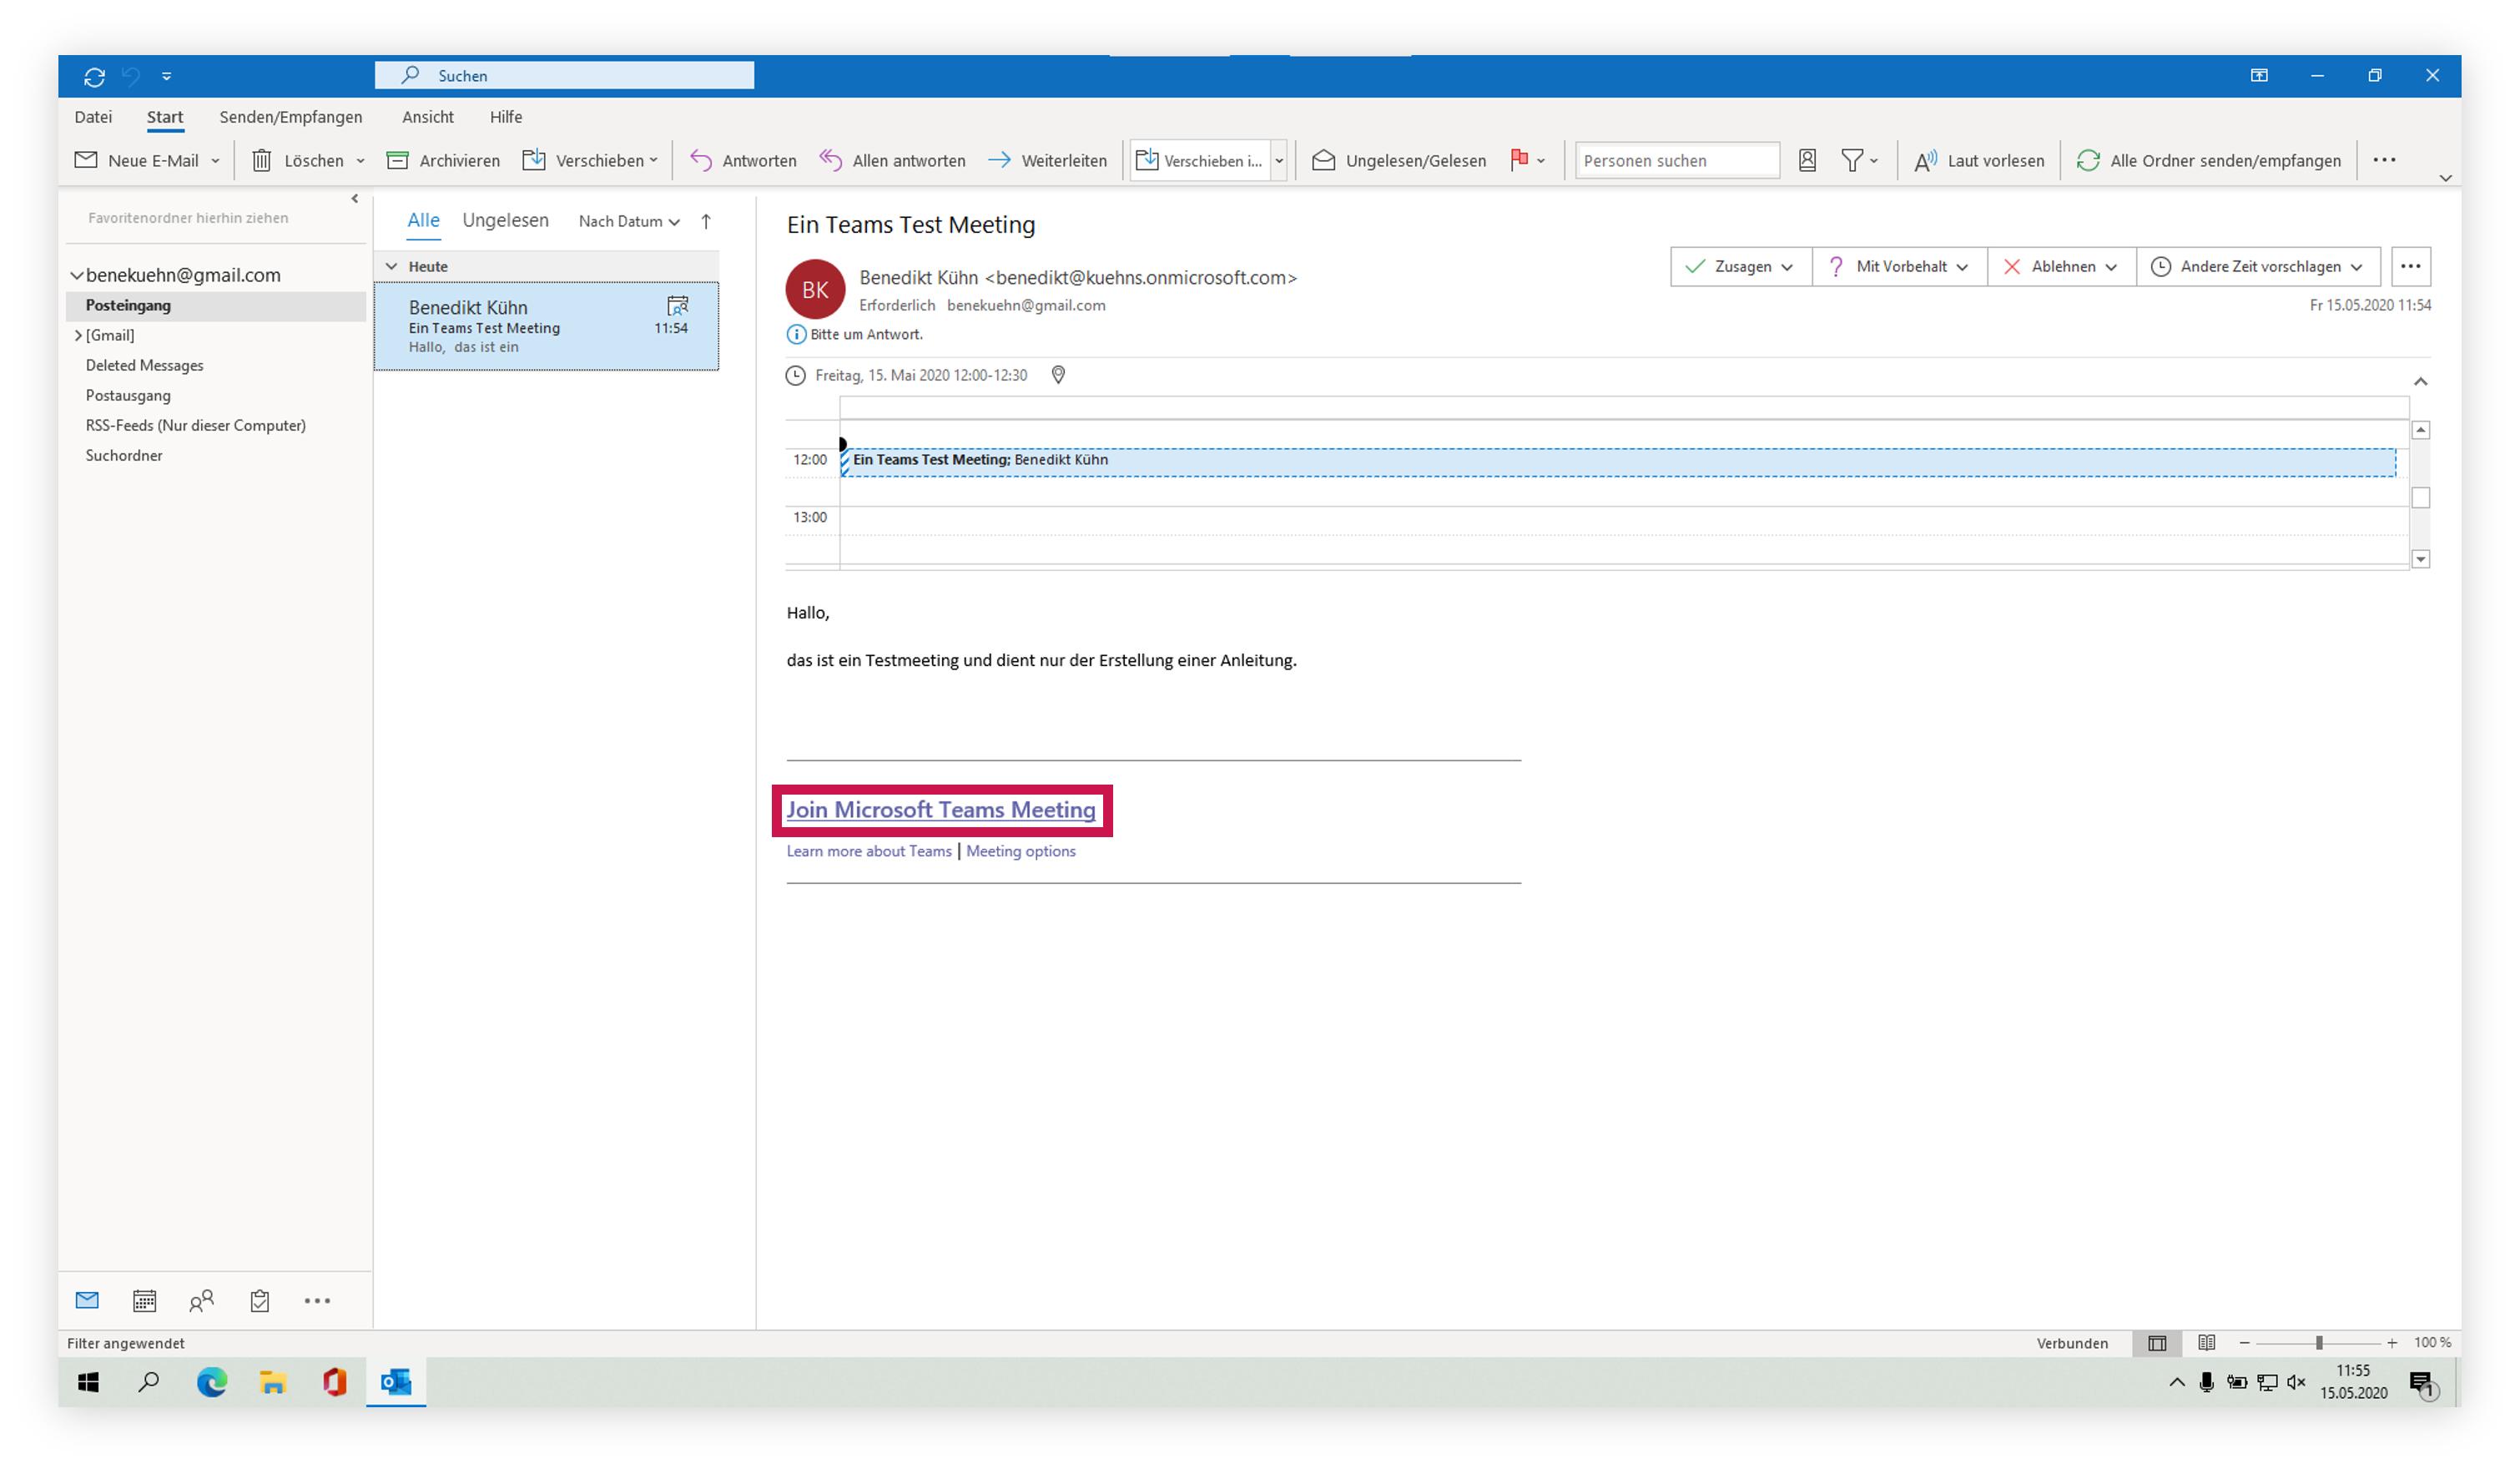 Suchen
Datei Start Senden/Empfangen Ansicht Hilfe
Neue E-Mail Löschen Archivieren Verschieben Antworten Allen antworten Weiterleiten Verschieben i... Ungelesen/Gelesen Personen suchen Laut vorlesen Alle Ordner senden/empfangen ...
Favoritenordner hierhin ziehen
benekuehn@gmail.com
Posteingang
[Gmail]
Deleted Messages
Postausgang
RSS-Feeds (Nur dieser Computer)
Suchordner
Alle Ungelesen Nach Datum
Heute
Benedikt Kühn
Ein Teams Test Meeting 11:54
Hallo, das ist ein
Ein Teams Test Meeting
Zusagen Mit Vorbehalt Ablehnen Andere Zeit vorschlagen ...
BK
Benedikt Kühn <benedikt@kuehns.onmicrosoft.com>
Erforderlich benekuehn@gmail.com
Fr 15.05.2020 11:54
Bitte um Antwort.
Freitag, 15. Mai 2020 12:00-12:30
12:00 Ein Teams Test Meeting; Benedikt Kühn
13:00
Hallo,
das ist ein Testmeeting und dient nur der Erstellung einer Anleitung.
Join Microsoft Teams Meeting
Learn more about Teams | Meeting options
Filter angewendet
Verbunden 100 %
11:55
15.05.2020
1